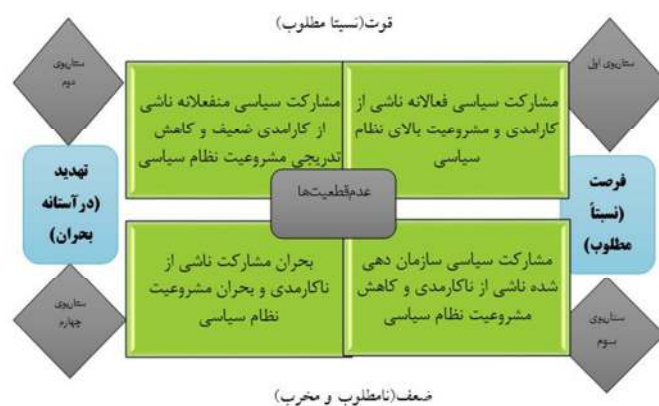 قوت(نسبتا مطلوب)
سناریوی اول
مشارکت سیاسی فعالانه ناشی از
کارامدی و مشروعیت بالای نظام
سیاسی
مشارکت سیاسی منفعلانه ناشی
از کارامدی ضعیف و کاهش
تدریجی مشروعیت نظام سیاسی
سناریوی
دوم
فرصت
(نسبتاً
مطلوب)
عدم‌قطعیت‌ها
تهدید
(درآستانه
بحران)
سناریوی
سوم
مشارکت سیاسی سازمان دهی
شده ناشی از ناکارمدی و کاهش
مشروعیت نظام سیاسی
بحران مشارکت ناشی از
ناکارمدی و بحران مشروعیت
نظام سیاسی
سناریوی
چهارم
ضعف(نامطلوب و مخرب)